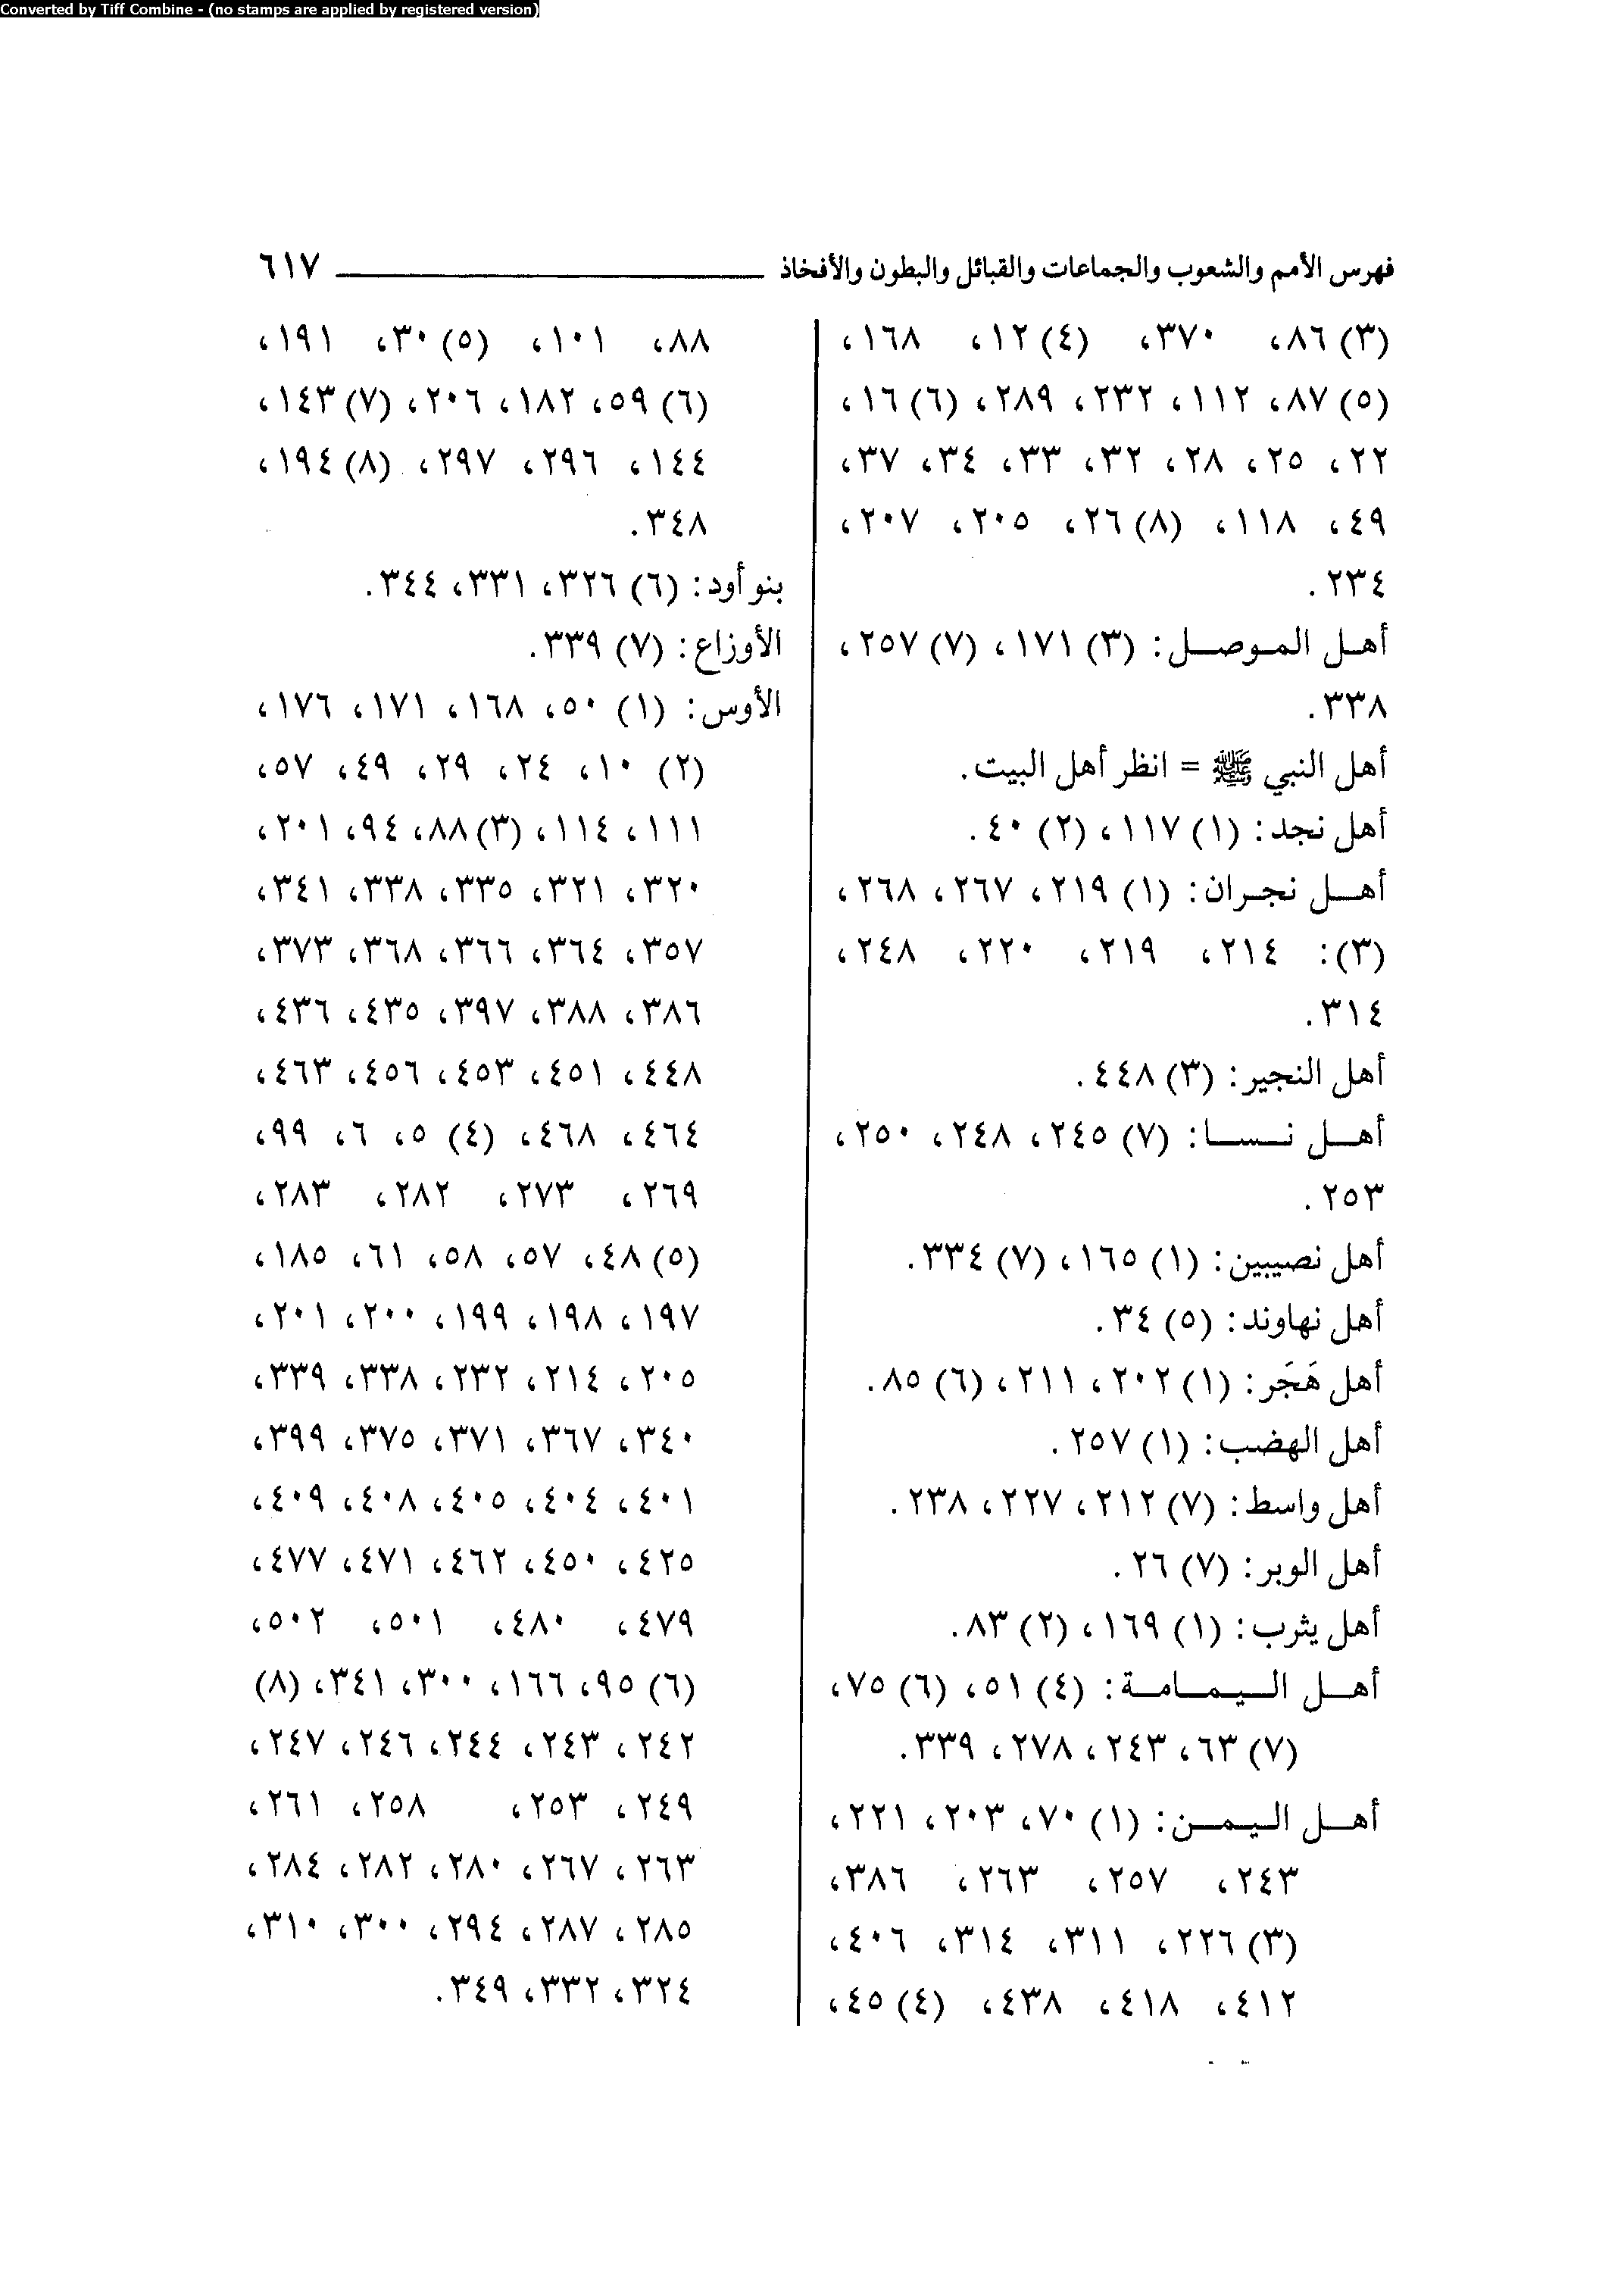 Converted by Tiff Combine - (no stamps are applied by registered version)
فهرس الأمم والشعوب والجماعات والقبائل والبطون والأفخاذ ٦١٧
(٣) ٨٦، ٣٧٠، (٤) ١٢، ١٦٨،
(٥) ٨٧، ١١٢، ٢٣٢، ٢٨٩، (٦) ١٦،
٢٢، ٢٥، ٢٨، ٣٢، ٣٣، ٣٤، ٣٧،
٤٩، ١١٨، (٨) ٢٦، ٢٠٥، ٢٠٧،
٢٣٤.
أهل الموصل: (٣) ١٧١، (٧) ٢٥٧،
٣٣٨.
أهل النبي ﷺ = انظر أهل البيت.
أهل نجد: (١) ١١٧، (٢) ٤٠.
أهل نجران: (١) ٢١٩، ٢٦٧، ٢٦٨،
(٣): ٢١٤، ٢١٩، ٢٢٠، ٢٤٨،
٣١٤.
أهل النجير: (٣) ٤٤٨.
أهل نسا: (٧) ٢٤٥، ٢٤٨، ٢٥٠،
٢٥٣.
أهل نصيبين: (١) ١٦٥، (٧) ٣٣٤.
أهل نهاوند: (٥) ٣٤.
أهل هَجَر: (١) ٢٠٢، ٢١١، (٦) ٨٥.
أهل الهضب: (١) ٢٥٧.
أهل واسط: (٧) ٢١٢، ٢٢٧، ٢٣٨.
أهل الوبر: (٧) ٢٦.
أهل يثرب: (١) ١٦٩، (٢) ٨٣.
أهل اليمامة: (٤) ٥١، (٦) ٧٥،
(٧) ٦٣، ٢٤٣، ٢٧٨، ٣٣٩.
أهل اليمن: (١) ٧٠، ٢٠٣، ٢٢١،
٢٤٣، ٢٥٧، ٢٦٣، ٣٨٦،
(٣) ٢٢٦، ٣١١، ٣١٤، ٤٠٦،
٤١٢، ٤١٨، ٤٣٨، (٤) ٤٥،
٨٨، ١٠١، (٥) ٣٠، ١٩١،
(٦) ٥٩، ١٨٢، ٢٠٦، (٧) ١٤٣،
١٤٤، ٢٩٦، ٢٩٧، (٨) ١٩٤،
٣٤٨.
بنو أود: (٦) ٣٢٦، ٣٣١، ٣٤٤.
الأوزاع: (٧) ٣٣٩.
الأوس: (١) ٥٠، ١٦٨، ١٧١، ١٧٦،
(٢) ١٠، ٢٤، ٢٩، ٤٩، ٥٧،
١١١، ١١٤، (٣) ٨٨، ٩٤، ٢٠١،
٣٢٠، ٣٢١، ٣٣٥، ٣٣٨، ٣٤١،
٣٥٧، ٣٦٤، ٣٦٦، ٣٦٨، ٣٧٣،
٣٨٦، ٣٨٨، ٣٩٧، ٤٣٥، ٤٣٦،
٤٤٨، ٤٥١، ٤٥٣، ٤٥٦، ٤٦٣،
٤٦٤، ٤٦٨، (٤) ٥، ٦، ٩٩،
٢٦٩، ٢٧٣، ٢٨٢، ٢٨٣،
(٥) ٤٨، ٥٧، ٥٨، ٦١، ١٨٥،
١٩٧، ١٩٨، ١٩٩، ٢٠٠، ٢٠١،
٢٠٥، ٢١٤، ٢٣٢، ٣٣٨، ٣٣٩،
٣٤٠، ٣٦٧، ٣٧١، ٣٧٥، ٣٩٩،
٤٠١، ٤٠٤، ٤٠٥، ٤٠٨، ٤٠٩،
٤٢٥، ٤٥٠، ٤٦٢، ٤٧١، ٤٧٧،
٤٧٩، ٤٨٠، ٥٠١، ٥٠٢،
(٦) ٩٥، ١٦٦، ٣٠٠، ٣٤١، (٨)
٢٤٢، ٢٤٣، ٢٤٤، ٢٤٦، ٢٤٧،
٢٤٩، ٢٥٣، ٢٥٨، ٢٦١،
٢٦٣، ٢٦٧، ٢٨٠، ٢٨٢، ٢٨٤،
٢٨٥، ٢٨٧، ٢٩٤، ٣٠٠، ٣١٠،
٣٢٤، ٣٣٢، ٣٤٩.